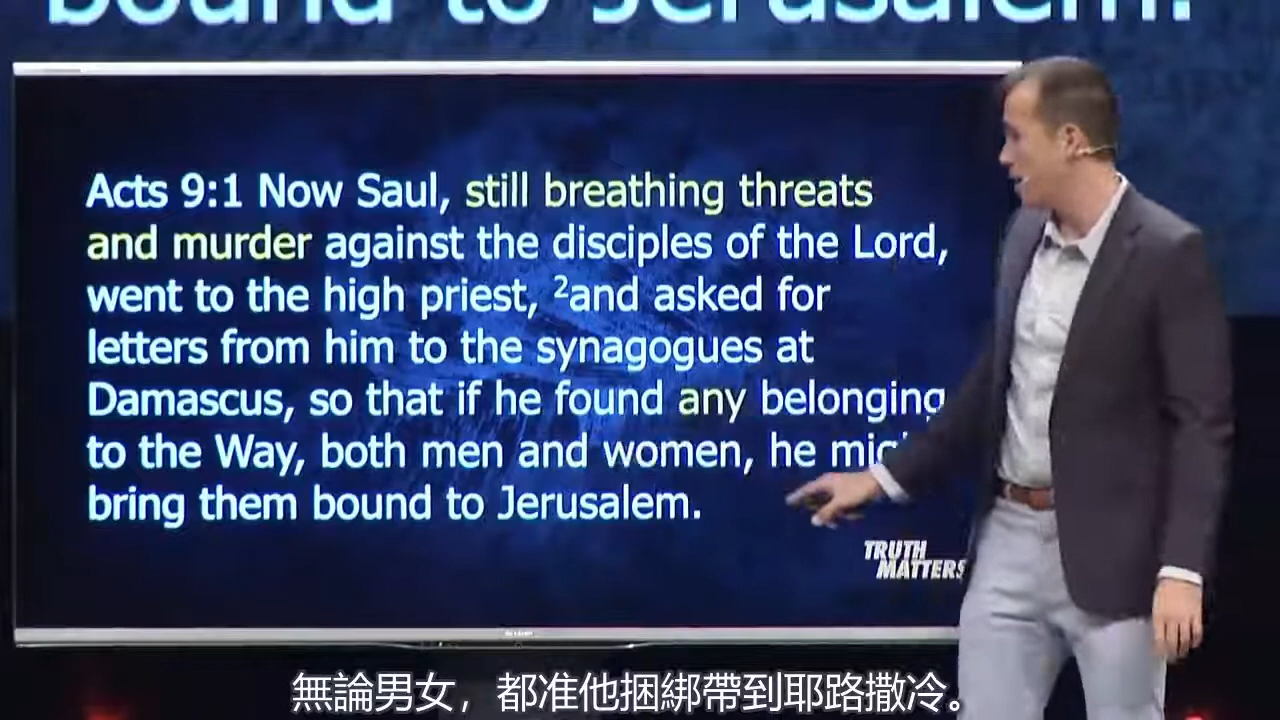 bound to Jerusalem.
Acts 9:1 Now Saul, still breathing threats
and murder against the disciples of the Lord,
went to the high priest, ²and asked for
letters from him to the synagogues at
Damascus, so that if he found any belonging
to the Way, both men and women, he
bring them bound to Jerusalem.
TRUTH
MATTERS
無論男女，都准他捆綁帶到耶路撒冷。